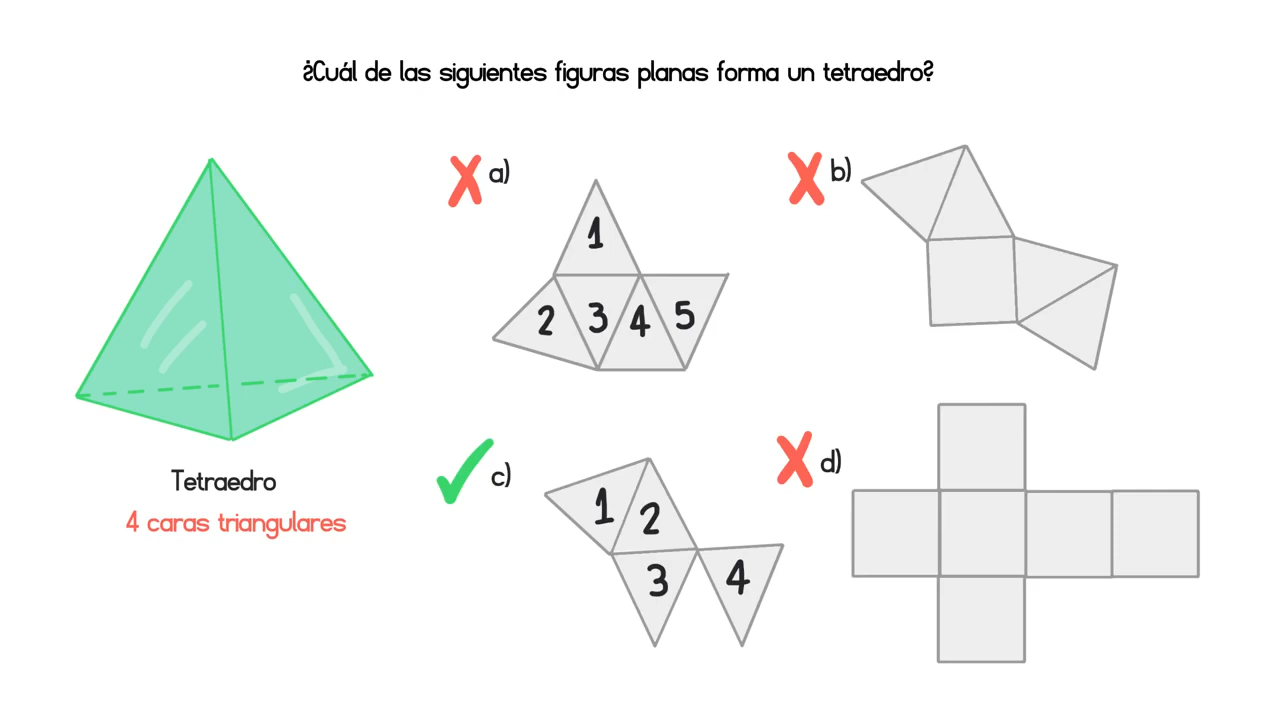 ¿Cuál de las siguientes figuras planas forma un tetraedro?
a)
1
2 3 4 5
b)
Tetraedro
4 caras triangulares
c)
1 2
3 4
d)